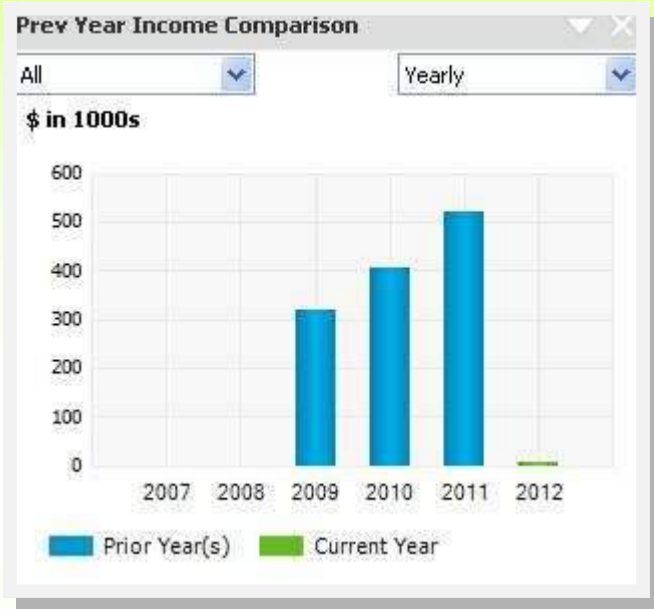 Prev Year Income Comparison
All Yearly
$ in 1000s
600
500
400
300
200
100
0
2007 2008 2009 2010 2011 2012
Prior Year(s) Current Year